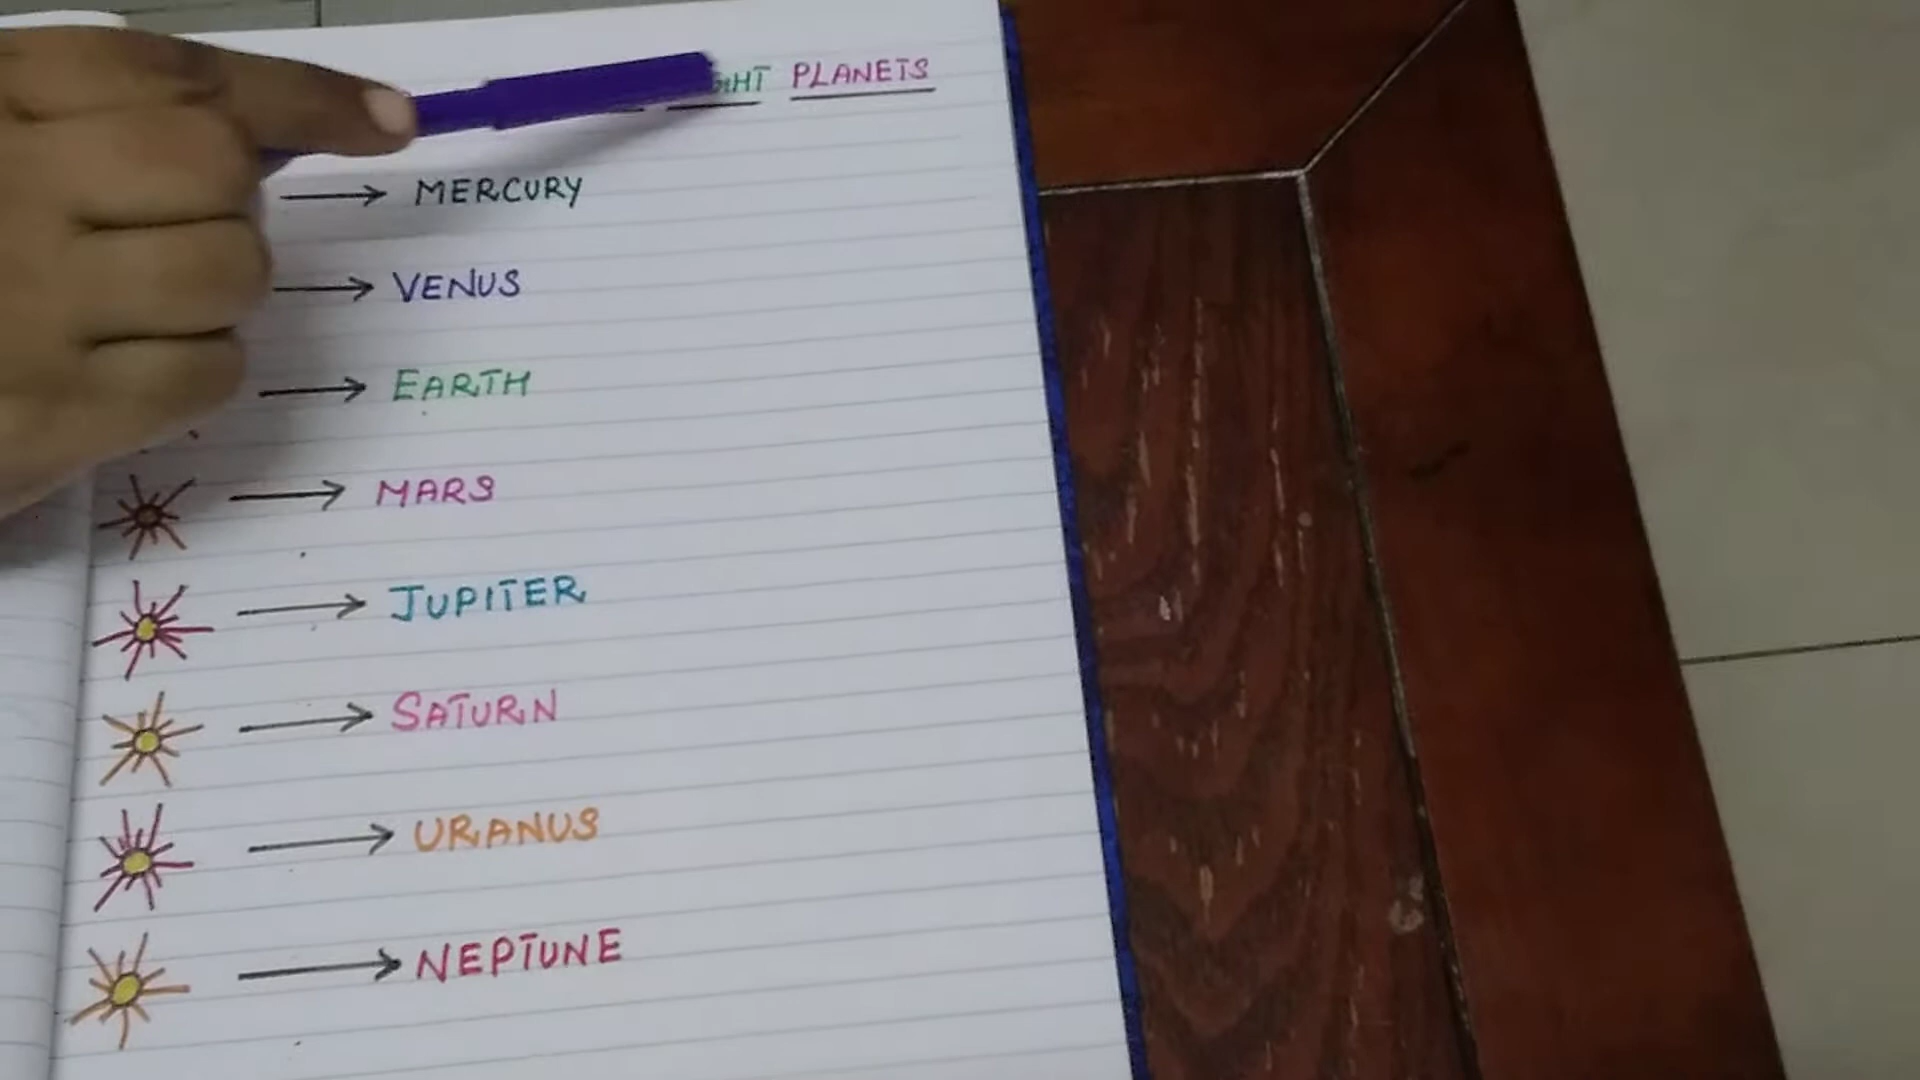 PLANETS
MERCURY
VENUS
EARTH
MARS
JUPITER
SATURN
URANUS
NEPTUNE